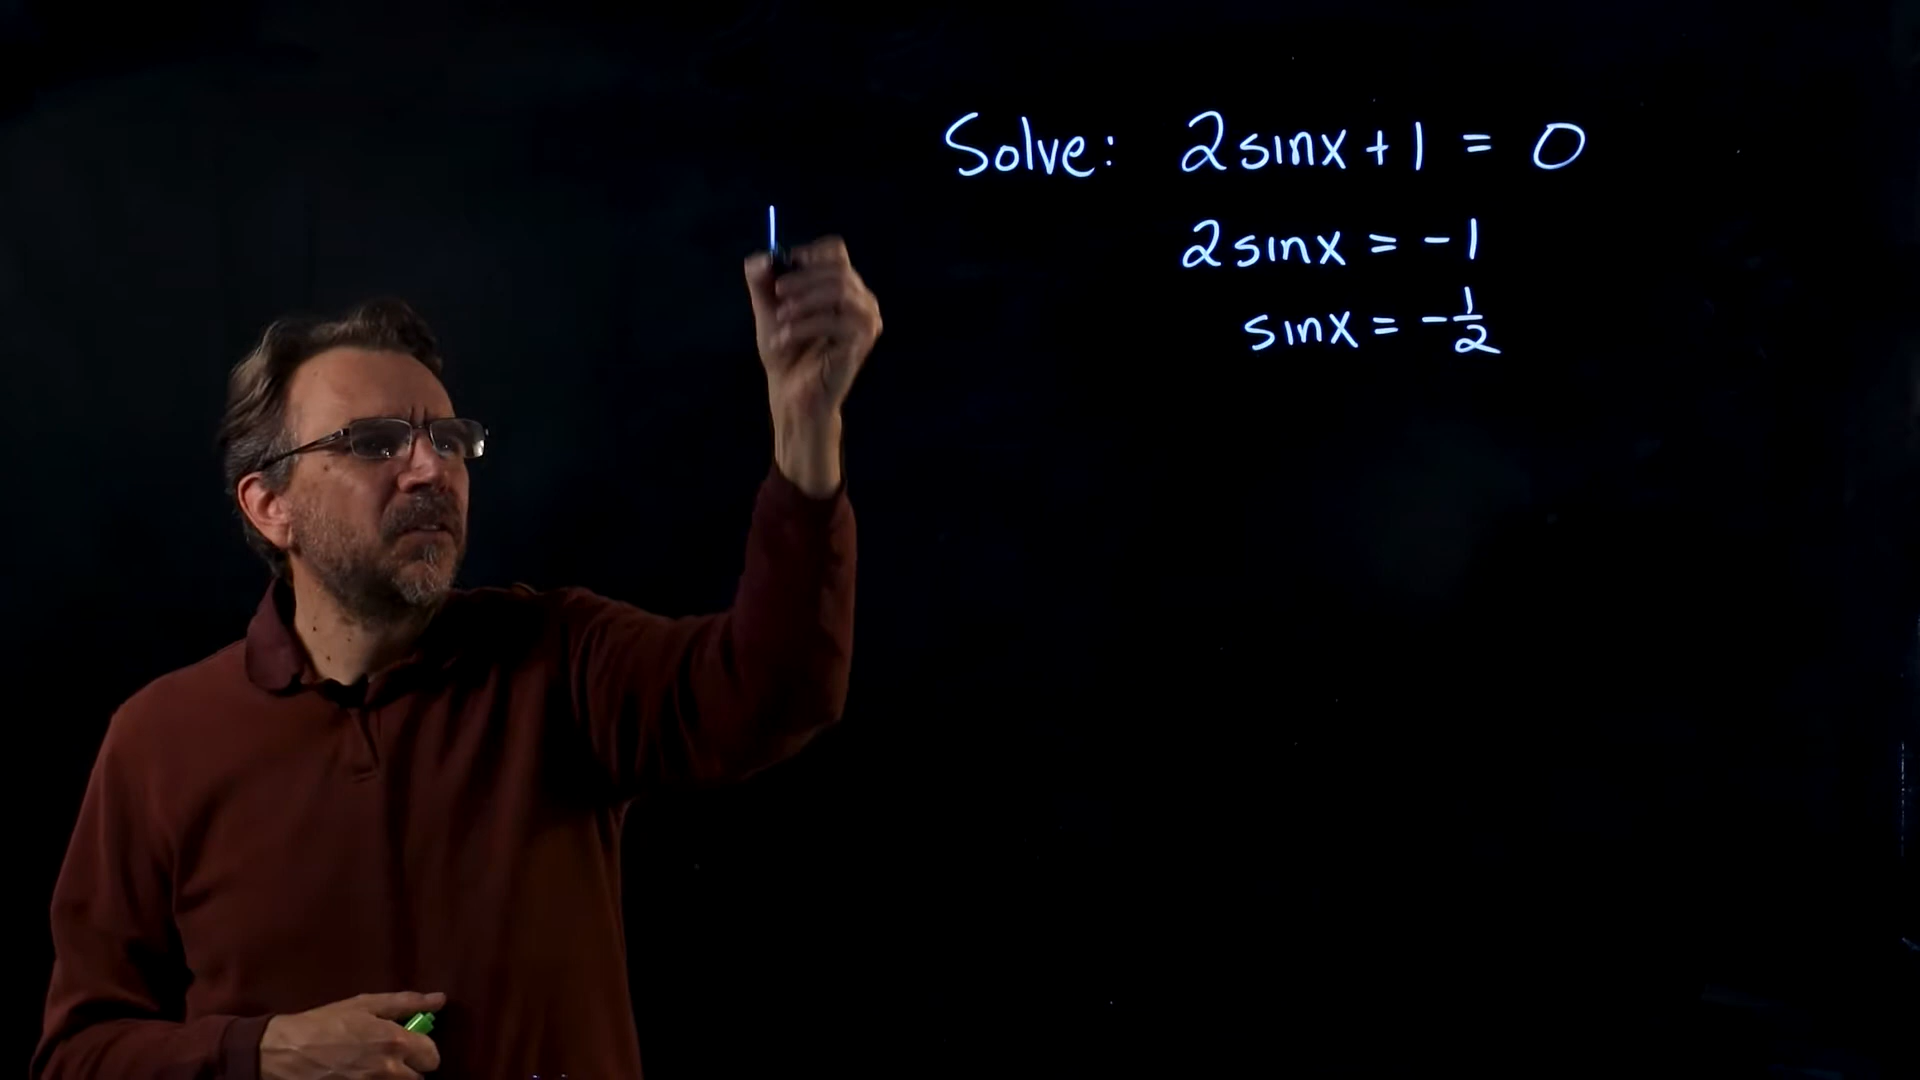 Solve: 2sinx + 1 = 0
2sinx = -1
sinx = -1/2